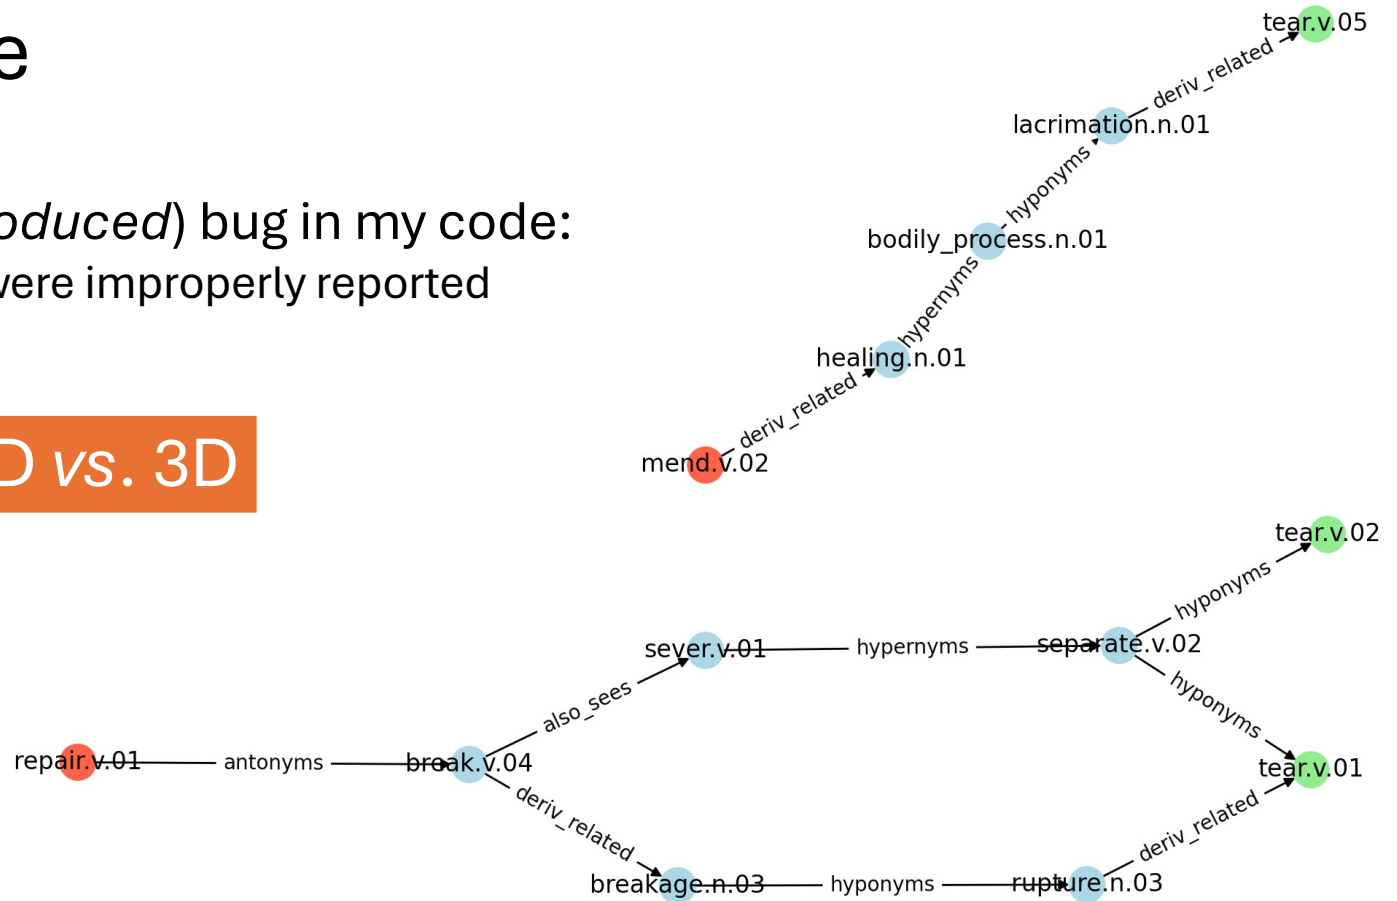 e
oduced) bug in my code:
were improperly reported
D vs. 3D
tear.v.05
deriv_related
lacrimation.n.01
hyponyms
bodily_process.n.01
hypernyms
healing.n.01
deriv_related
mend.v.02
tear.v.02
hyponyms
sever.v.01
hypernyms
separate.v.02
also_sees
hyponyms
repair.v.01
antonyms
break.v.04
tear.v.01
deriv_related
deriv_related
breakage.n.03
hyponyms
rupture.n.03